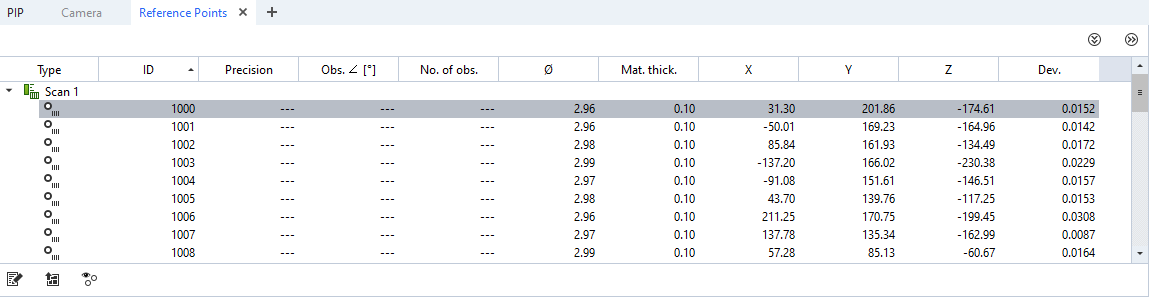 PIP Camera Reference Points
Type ID Precision Obs. ∠ [°] No. of obs. Ø Mat. thick. X Y Z Dev.
Scan 1
1000 --- --- --- 2.96 0.10 31.30 201.86 -174.61 0.0152
1001 --- --- --- 2.96 0.10 -50.01 169.23 -164.96 0.0142
1002 --- --- --- 2.98 0.10 85.84 161.93 -134.49 0.0172
1003 --- --- --- 2.99 0.10 -137.20 166.02 -230.38 0.0229
1004 --- --- --- 2.97 0.10 -91.08 151.61 -146.51 0.0157
1005 --- --- --- 2.98 0.10 43.70 139.76 -117.25 0.0153
1006 --- --- --- 2.96 0.10 211.25 170.75 -199.45 0.0308
1007 --- --- --- 2.97 0.10 137.78 135.34 -162.99 0.0087
1008 --- --- --- 2.99 0.10 57.28 85.13 -60.67 0.0164